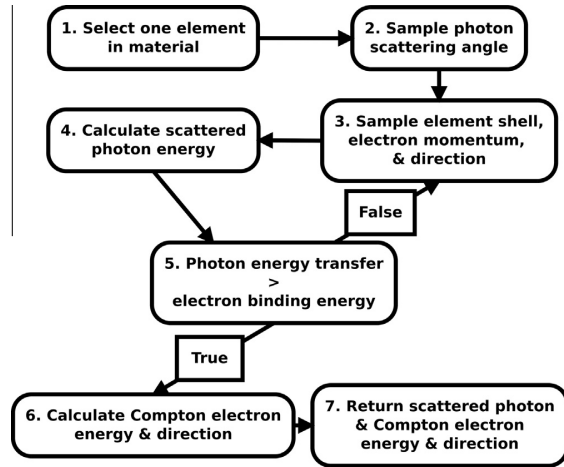 1. Select one element
in material
2. Sample photon
scattering angle
3. Sample element shell,
electron momentum,
& direction
4. Calculate scattered
photon energy
False
5. Photon energy transfer
>
electron binding energy
True
6. Calculate Compton electron
energy & direction
7. Return scattered photon
& Compton electron
energy & direction